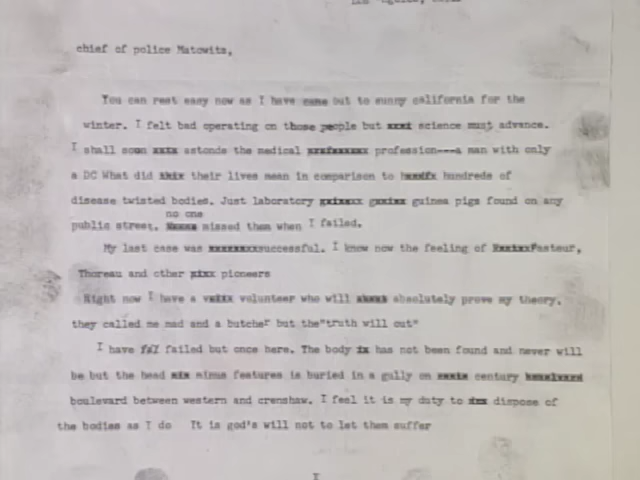 chief of police Matowitz,
You can rest easy now as I have came out to sunny california for the
winter. I felt bad operating on those people but science must advance.
I shall soon astonde the medical profession---a man with only
a DC What did their lives mean in comparison to hundreds of
disease twisted bodies. Just laboratory guinea pigs found on any
no one
public street. missed them when I failed.
My last case was successful. I know now the feeling of Pasteur,
Thoreau and other pioneers
Right now I have a volunteer who will absolutely prove my theory.
they called me mad and a butcher but the"truth will out"
I have failed but once here. The body has not been found and never will
be but the head minus features is buried in a gully on century
boulevard between western and crenshaw. I feel it is my duty to dispose of
the bodies as I do It is god's will not to let them suffer